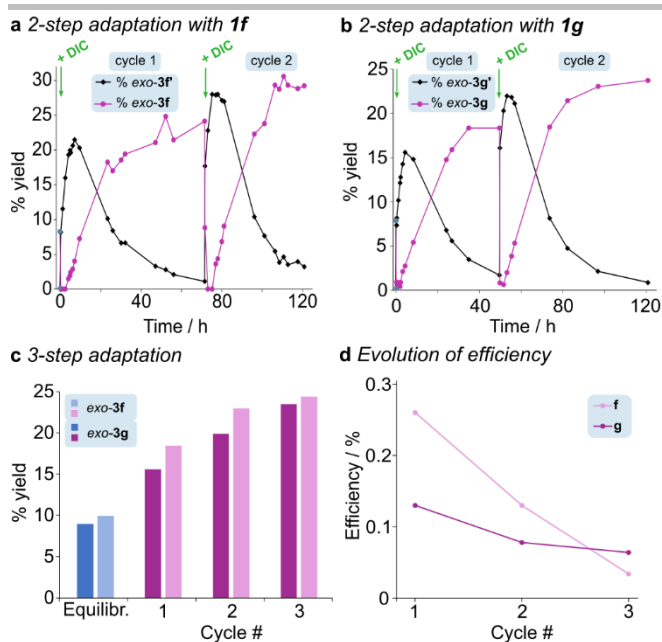 a 2-step adaptation with 1f
+ DIC
cycle 1
+ DIC
cycle 2
% exo-3f'
% exo-3f
% yield
30
25
20
15
10
5
0
0 40 80 120
Time / h
b 2-step adaptation with 1g
+ DIC
cycle 1
+ DIC
cycle 2
% exo-3g'
% exo-3g
% yield
25
20
15
10
5
0
0 40 80 120
Time / h
c 3-step adaptation
exo-3f
exo-3g
% yield
25
20
15
10
5
0
Equilibr. 1 2 3
Cycle #
d Evolution of efficiency
f
g
Efficiency / %
0.3
0.2
0.1
0
1 2 3
Cycle #